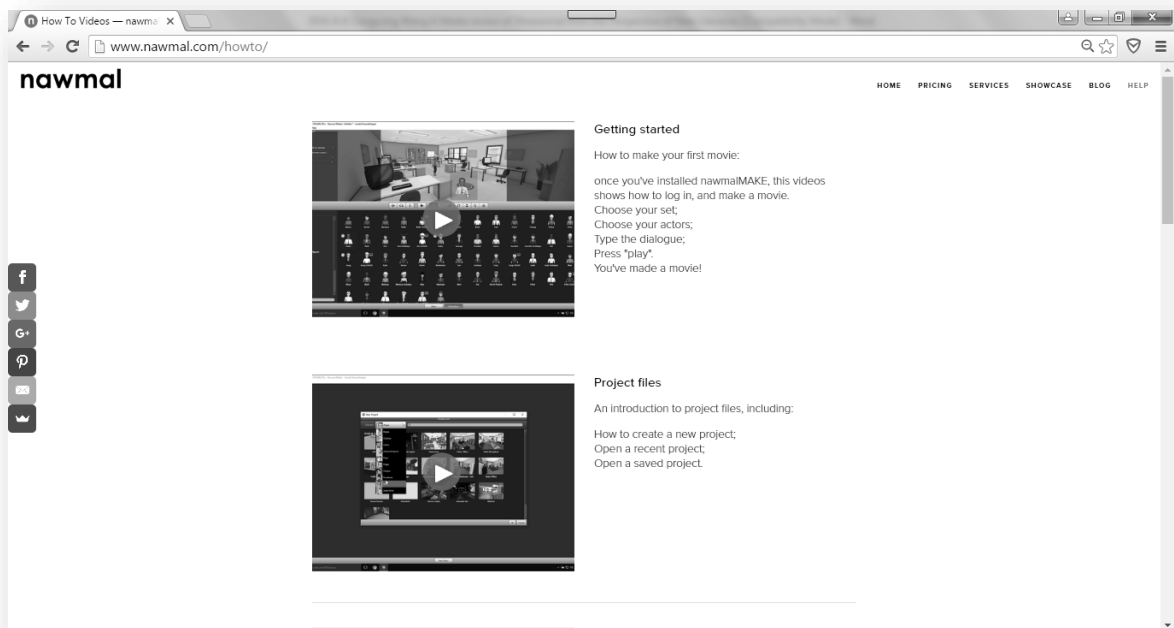 How To Videos — nawma
www.nawmal.com/howto/
nawmal
HOME PRICING SERVICES SHOWCASE BLOG HELP
Getting started
How to make your first movie:
once you've installed nawmalMAKE, this videos
shows how to log in, and make a movie.
Choose your set;
Choose your actors;
Type the dialogue;
Press "play".
You've made a movie!
Project files
An introduction to project files, including:
How to create a new project;
Open a recent project;
Open a saved project.